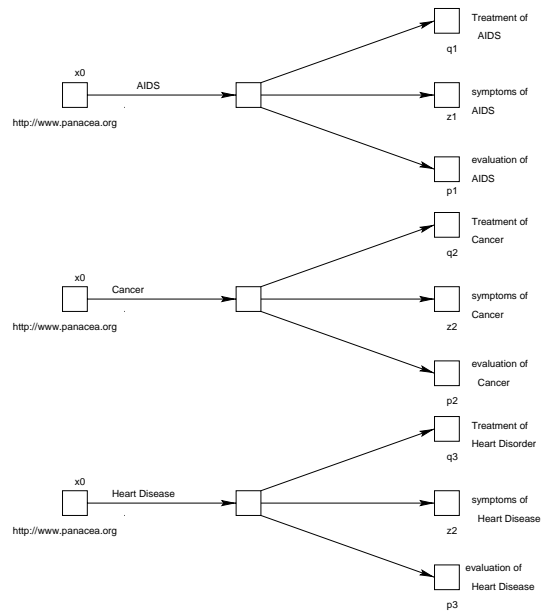 Treatment of
AIDS
q1
x0
AIDS
http://www.panacea.org
symptoms of
AIDS
z1
evaluation of
AIDS
p1
Treatment of
Cancer
q2
x0
Cancer
http://www.panacea.org
symptoms of
Cancer
z2
evaluation of
Cancer
p2
Treatment of
Heart Disorder
q3
x0
Heart Disease
http://www.panacea.org
symptoms of
Heart Disease
z2
evaluation of
Heart Disease
p3